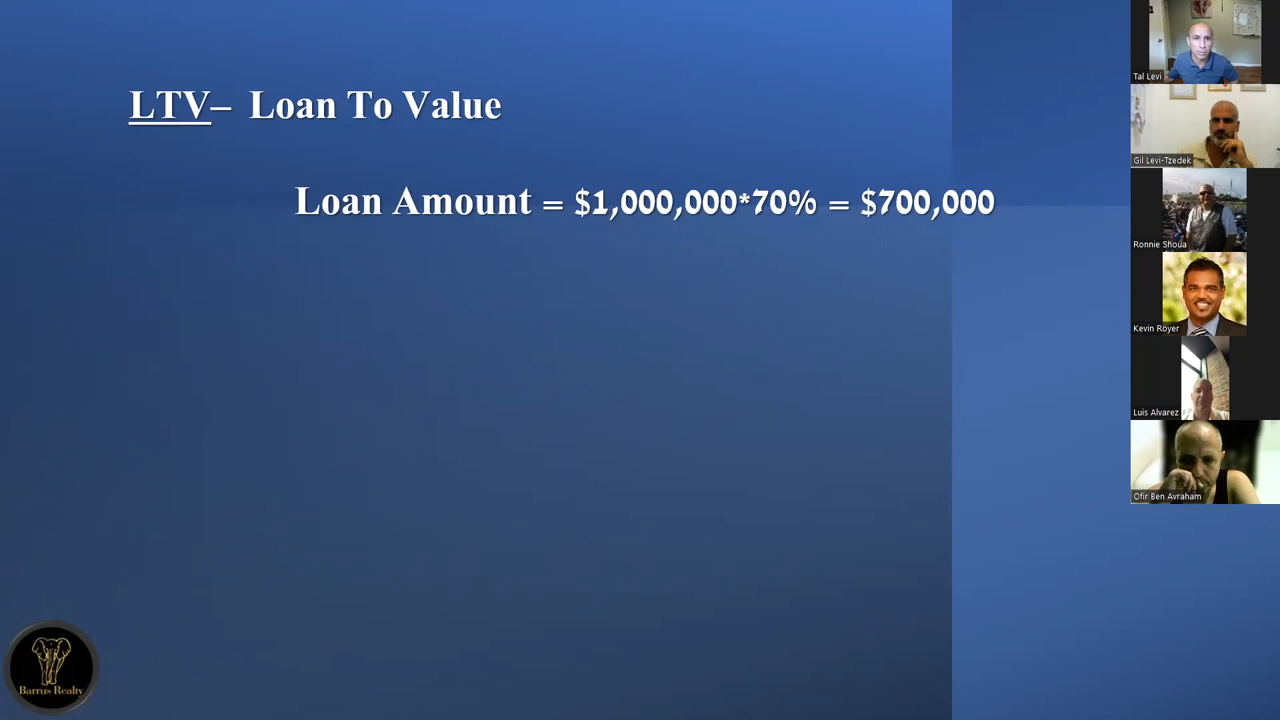 LTV– Loan To Value
Loan Amount = $1,000,000*70% = $700,000
Tal Levi
Gil Levi-Tzedek
Ronnie Shoua
Kevin Royer
Luis Alvarez
Ofir Ben Avraham
Barrus Realty